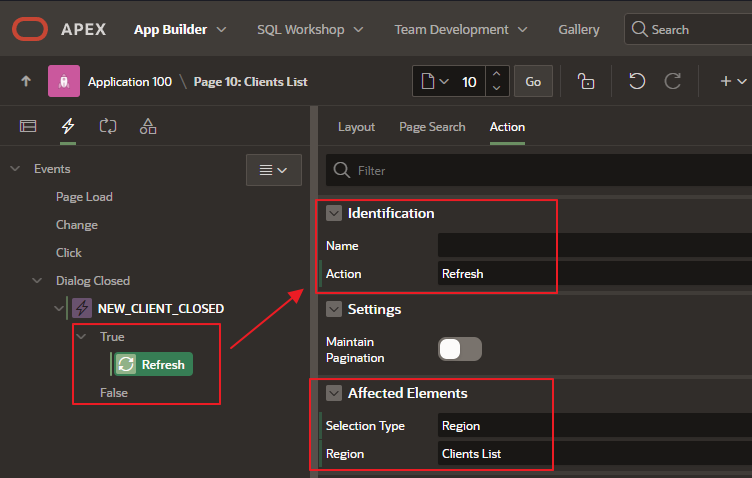 APEX App Builder SQL Workshop Team Development Gallery Search
Application 100 \ Page 10: Clients List 10 Go
Layout Page Search Action
Events
Filter
Page Load
Change
Click
Dialog Closed
NEW_CLIENT_CLOSED
True
Refresh
False
Identification
Name
Action Refresh
Settings
Maintain
Pagination
Affected Elements
Selection Type Region
Region Clients List